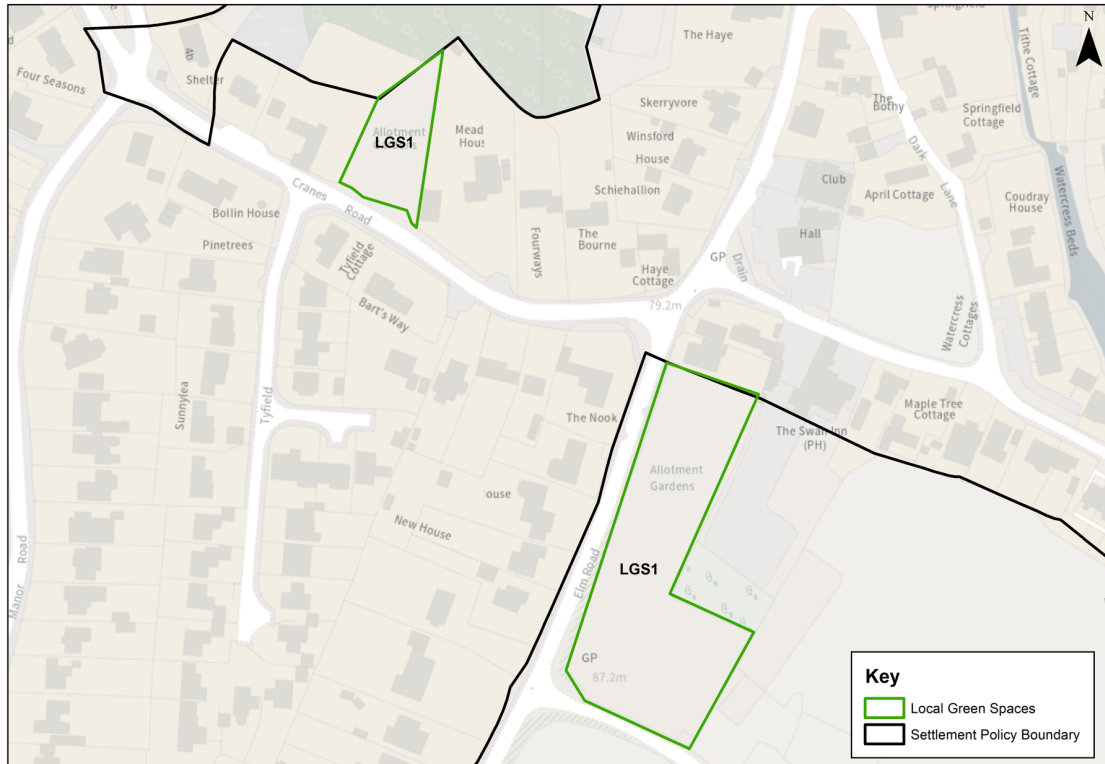 N
Springfield
The Haye
Tithe Cottage
Four Seasons
Shelter
Skerryvore
The
Bothy
Springfield
Cottage
Allotment
LGS1
Winsford
House
Dark Lane
Watercress Beds
Cranes Road
Schiehallion
Club
April Cottage
Coudray
House
Bollin House
Pinetrees
Tyfield
Cottage
Fourways
The
Bourne
Hall
GP
Drain
Haye
Cottage
Bart's Way
79.2m
Watercress
Cottages
Sunnylea
Tyfield
The Nook
Maple Tree
Cottage
The Swan Inn
(PH)
Allotment
Gardens
ouse
New House
Manor Road
Elm Road
LGS1
GP
87.2m
Key
Local Green Spaces
Settlement Policy Boundary